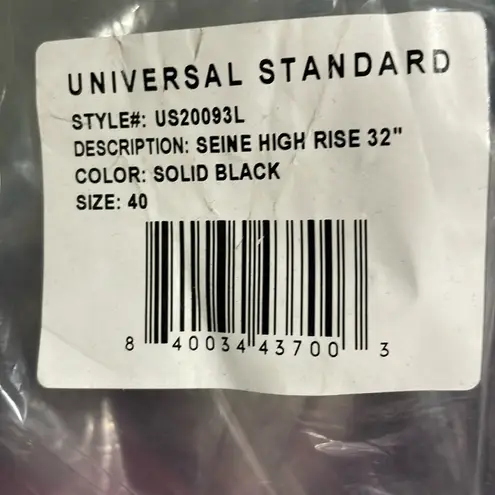 UNIVERSAL STANDARD
STYLE#: US20093L
DESCRIPTION: SEINE HIGH RISE 32"
COLOR: SOLID BLACK
SIZE: 40
8 40034 43700 3